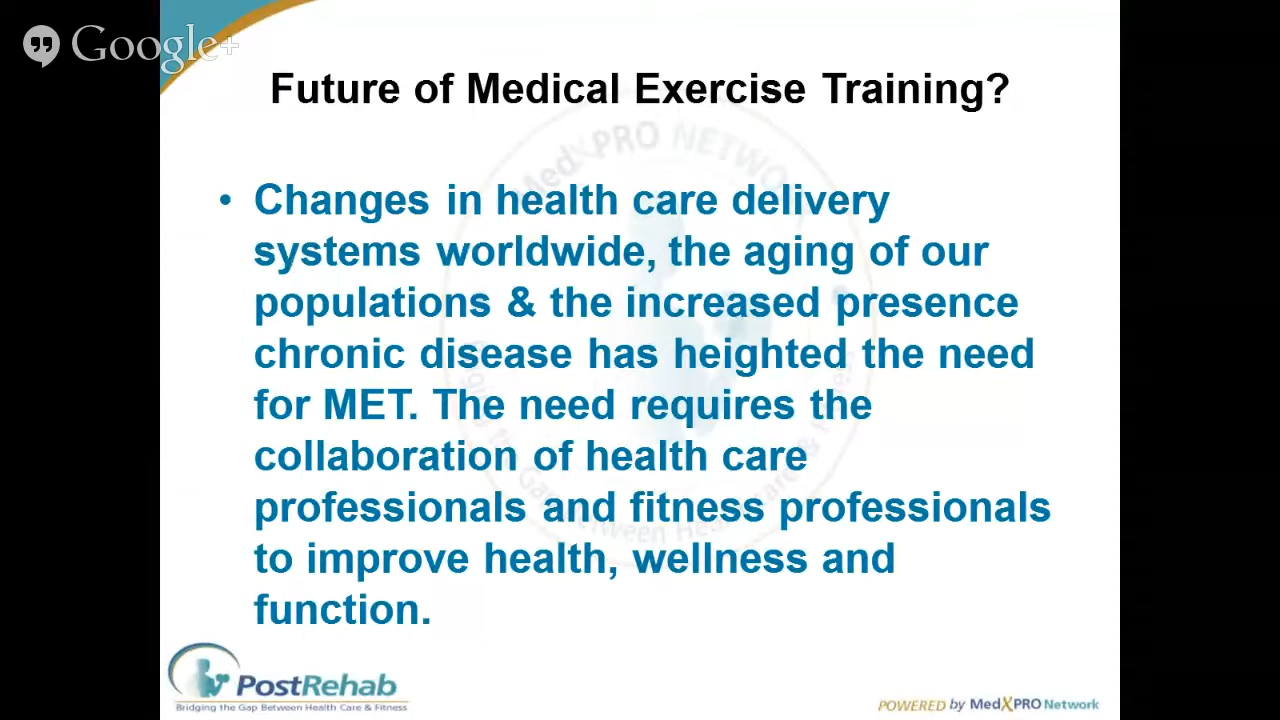 Google+
Future of Medical Exercise Training?
MedXPRO NETWORK
• Changes in health care delivery
systems worldwide, the aging of our
populations & the increased presence
chronic disease has heighted the need
for MET. The need requires the
collaboration of health care
professionals and fitness professionals
to improve health, wellness and
function.
PostRehab
Bridging the Gap Between Health Care & Fitness
POWERED by MedXPRO Network